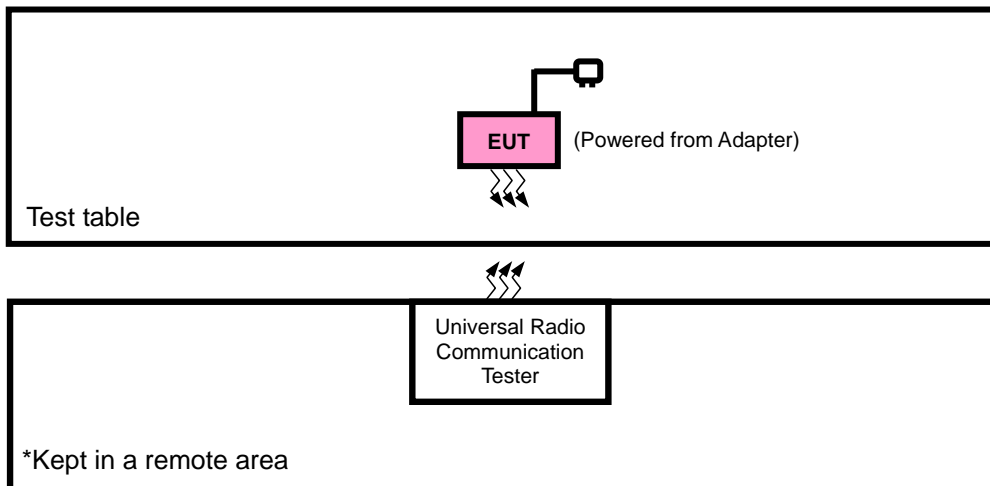 EUT
(Powered from Adapter)
Test table
Universal Radio
Communication
Tester
*Kept in a remote area